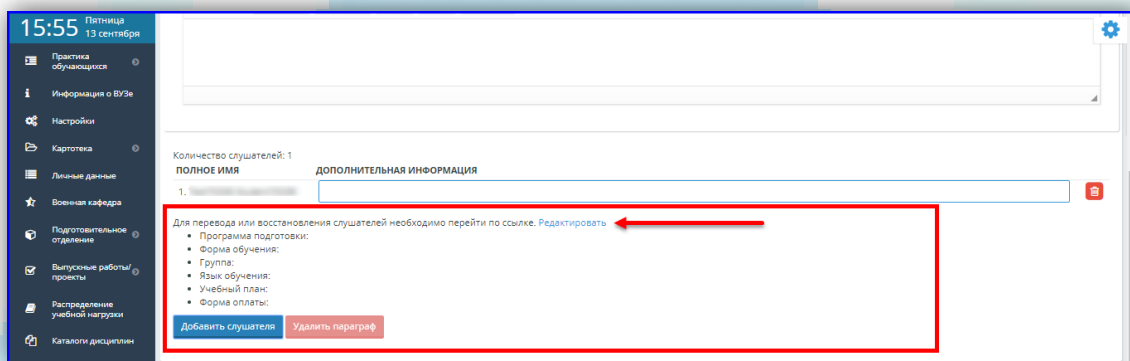 15:55 Пятница
13 сентября
Практика
обучающихся
Информация о ВУЗе
Настройки
Картотека
Личные данные
Военная кафедра
Подготовительное
отделение
Выпускные работы/
проекты
Распределение
учебной нагрузки
Каталоги дисциплин
Количество слушателей: 1
ПОЛНОЕ ИМЯ ДОПОЛНИТЕЛЬНАЯ ИНФОРМАЦИЯ
1.
Для перевода или восстановления слушателей необходимо перейти по ссылке. Редактировать
Программа подготовки:
Форма обучения:
Группа:
Язык обучения:
Учебный план:
Форма оплаты:
Добавить слушателя Удалить параграф